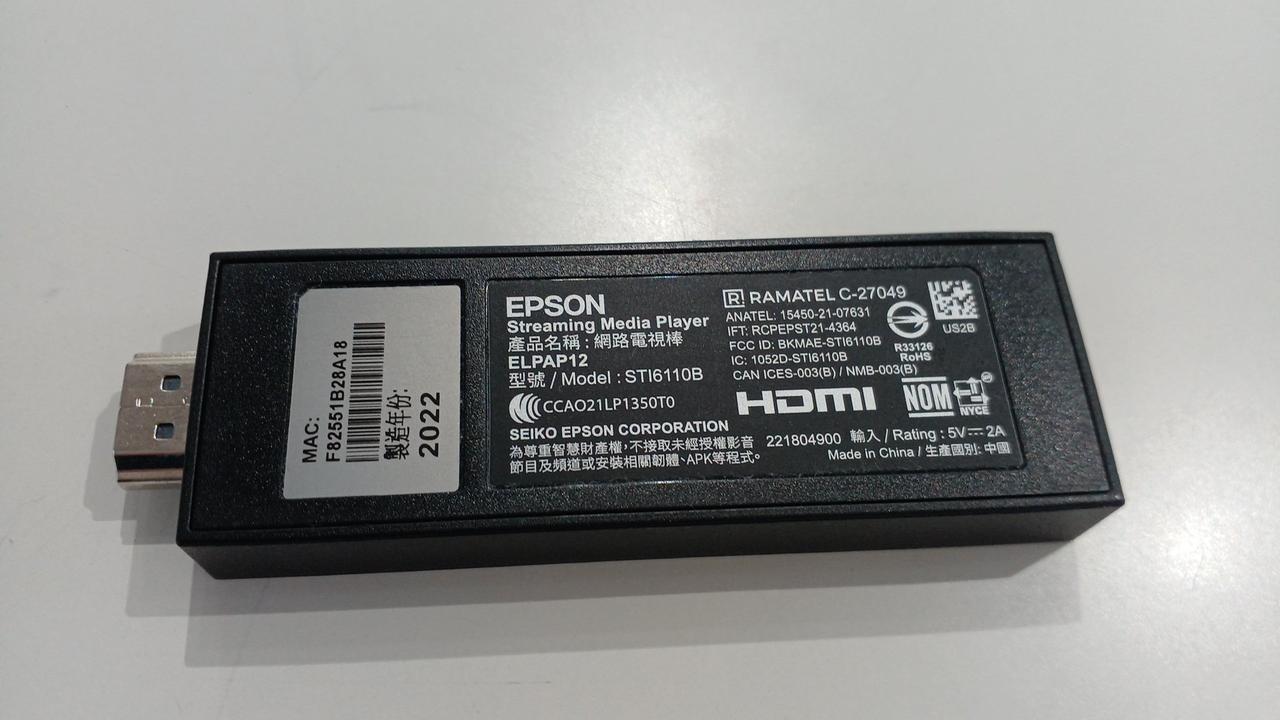 MAC:
F82551B28A18
製造年份:
2022
EPSON
Streaming Media Player
產品名稱:網路電視棒
ELPAP12
型號 / Model : STI6110B
CCAO21LP1350T0
SEIKO EPSON CORPORATION
為尊重智慧財產權,不接取未經授權影音
節目及頻道或安裝相關韌體、APK等程式。
R RAMATEL C-27049
ANATEL: 15450-21-07631
IFT: RCPEPST21-4364
FCC ID: BKMAE-STI6110B
IC: 1052D-STI6110B
CAN ICES-003(B) / NMB-003(B)
US2B
R33126
RoHS
HDMI
NOM
NYCE
221804900 輸入 / Rating : 5V⎓2A
Made in China / 生產國別: 中國